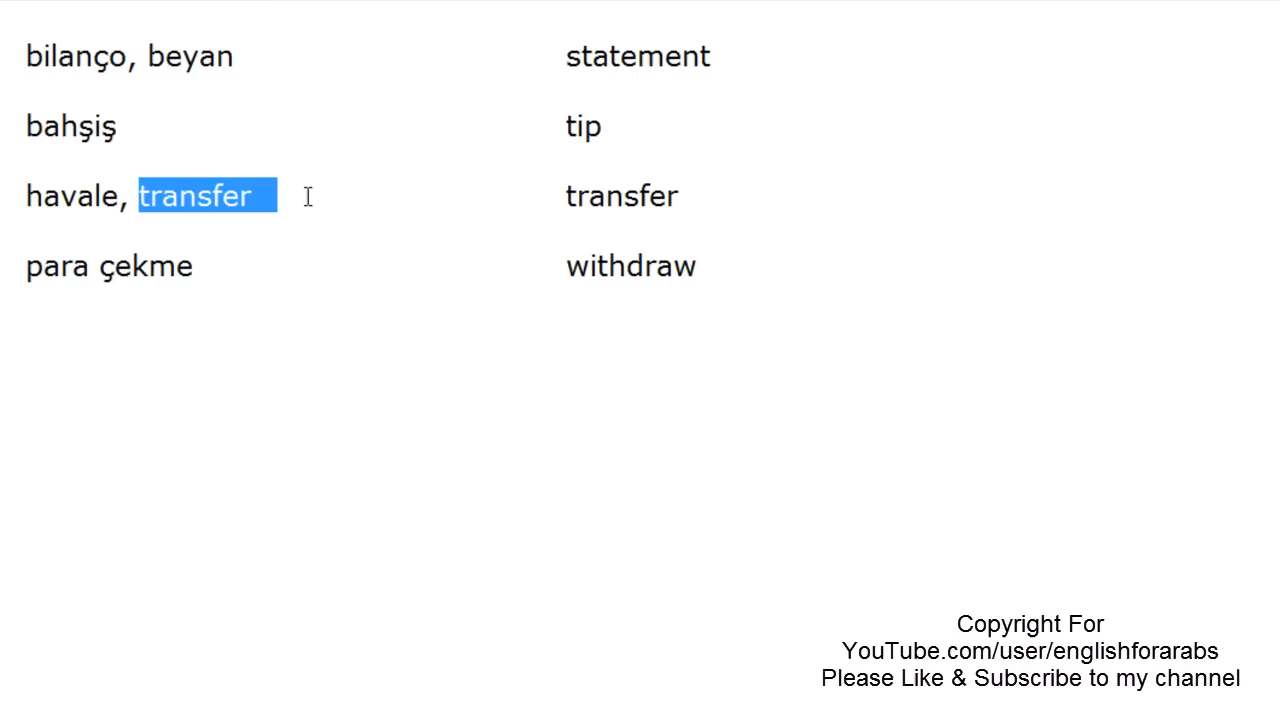 bilanço, beyan statement
bahşiş tip
havale, transfer transfer
para çekme withdraw
Copyright For
YouTube.com/user/englishforarabs
Please Like & Subscribe to my channel